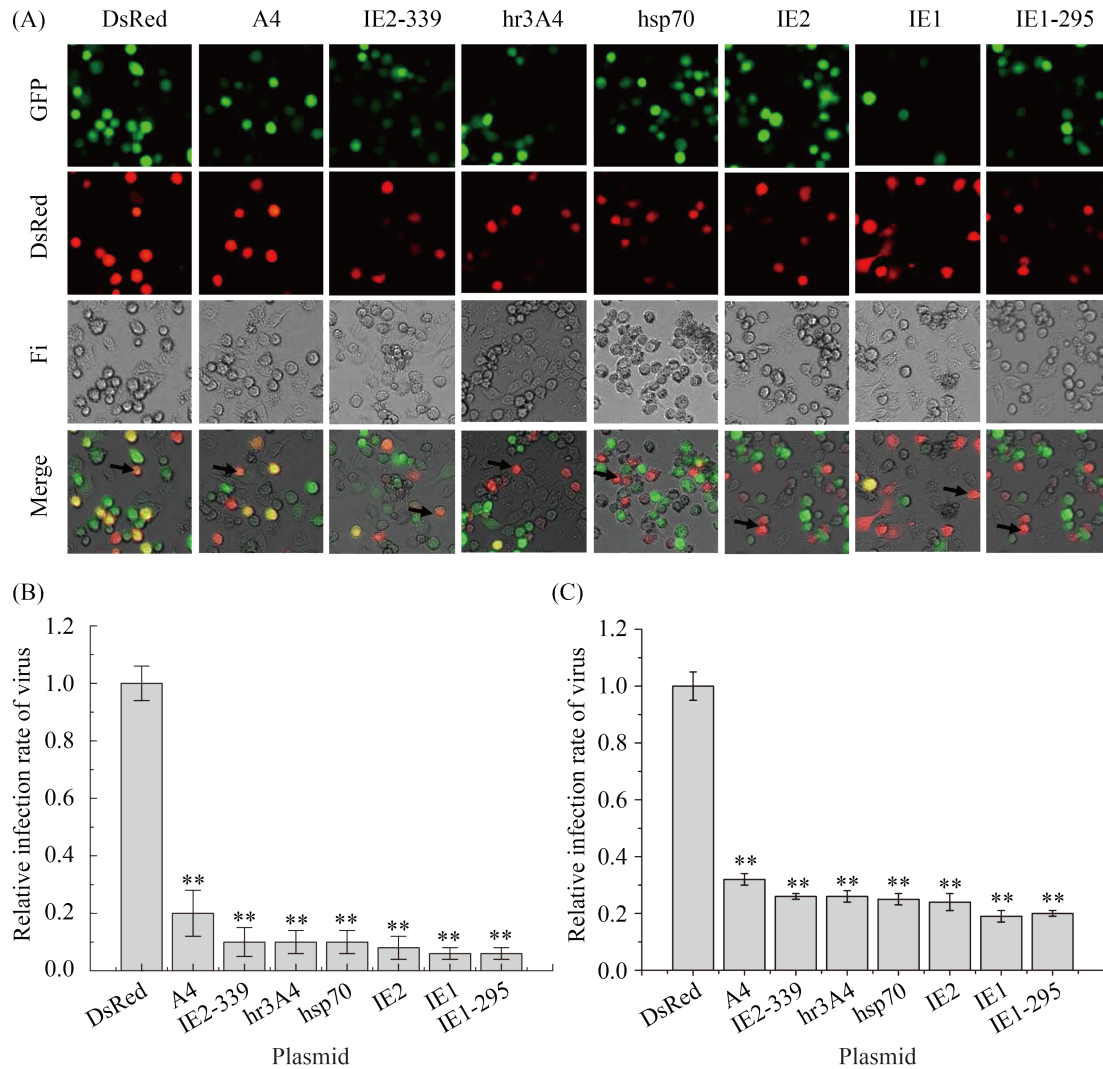 (A)
DsRed A4 IE2-339 hr3A4 hsp70 IE2 IE1 IE1-295
GFP
DsRed
Fi
Merge
(B)
Relative infection rate of virus
1.2
1.0
0.8
0.6
0.4
0.2
0.0
** ** ** ** ** ** **
DsRed A4 IE2-339 hr3A4 hsp70 IE2 IE1 IE1-295
Plasmid
(C)
Relative infection rate of virus
1.2
1.0
0.8
0.6
0.4
0.2
0.0
** ** ** ** ** ** **
DsRed A4 IE2-339 hr3A4 hsp70 IE2 IE1 IE1-295
Plasmid